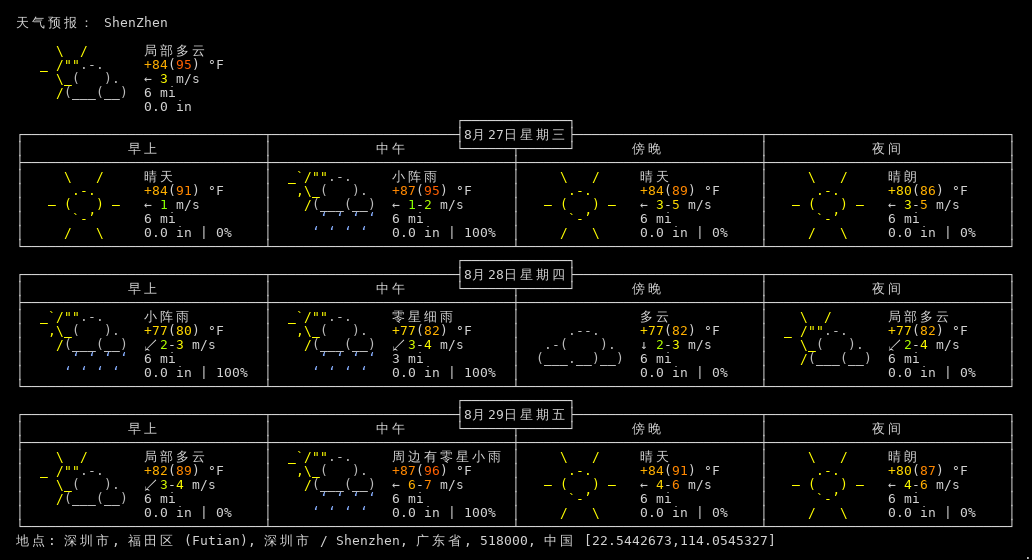 天气预报： ShenZhen
局部多云
+84(95) °F
← 3 m/s
6 mi
0.0 in
8月27日星期三
早上 中午 傍晚 夜间
晴天 小阵雨 晴天 晴朗
+84(91) °F +87(95) °F +84(89) °F +80(86) °F
← 1 m/s ← 1-2 m/s ← 3-5 m/s ← 3-5 m/s
6 mi 6 mi 6 mi 6 mi
0.0 in | 0% 0.0 in | 100% 0.0 in | 0% 0.0 in | 0%
8月28日星期四
早上 中午 傍晚 夜间
小阵雨 零星细雨 多云 局部多云
+77(80) °F +77(82) °F +77(82) °F +77(82) °F
↙ 2-3 m/s ↙ 3-4 m/s ↓ 2-3 m/s ↙ 2-4 m/s
6 mi 3 mi 6 mi 6 mi
0.0 in | 100% 0.0 in | 100% 0.0 in | 0% 0.0 in | 0%
8月29日星期五
早上 中午 傍晚 夜间
局部多云 周边有零星小雨 晴天 晴朗
+82(89) °F +87(96) °F +84(91) °F +80(87) °F
↙ 3-4 m/s ← 6-7 m/s ← 4-6 m/s ← 4-6 m/s
6 mi 6 mi 6 mi 6 mi
0.0 in | 0% 0.0 in | 100% 0.0 in | 0% 0.0 in | 0%
地点: 深圳市, 福田区 (Futian), 深圳市 / Shenzhen, 广东省, 518000, 中国 [22.5442673,114.0545327]